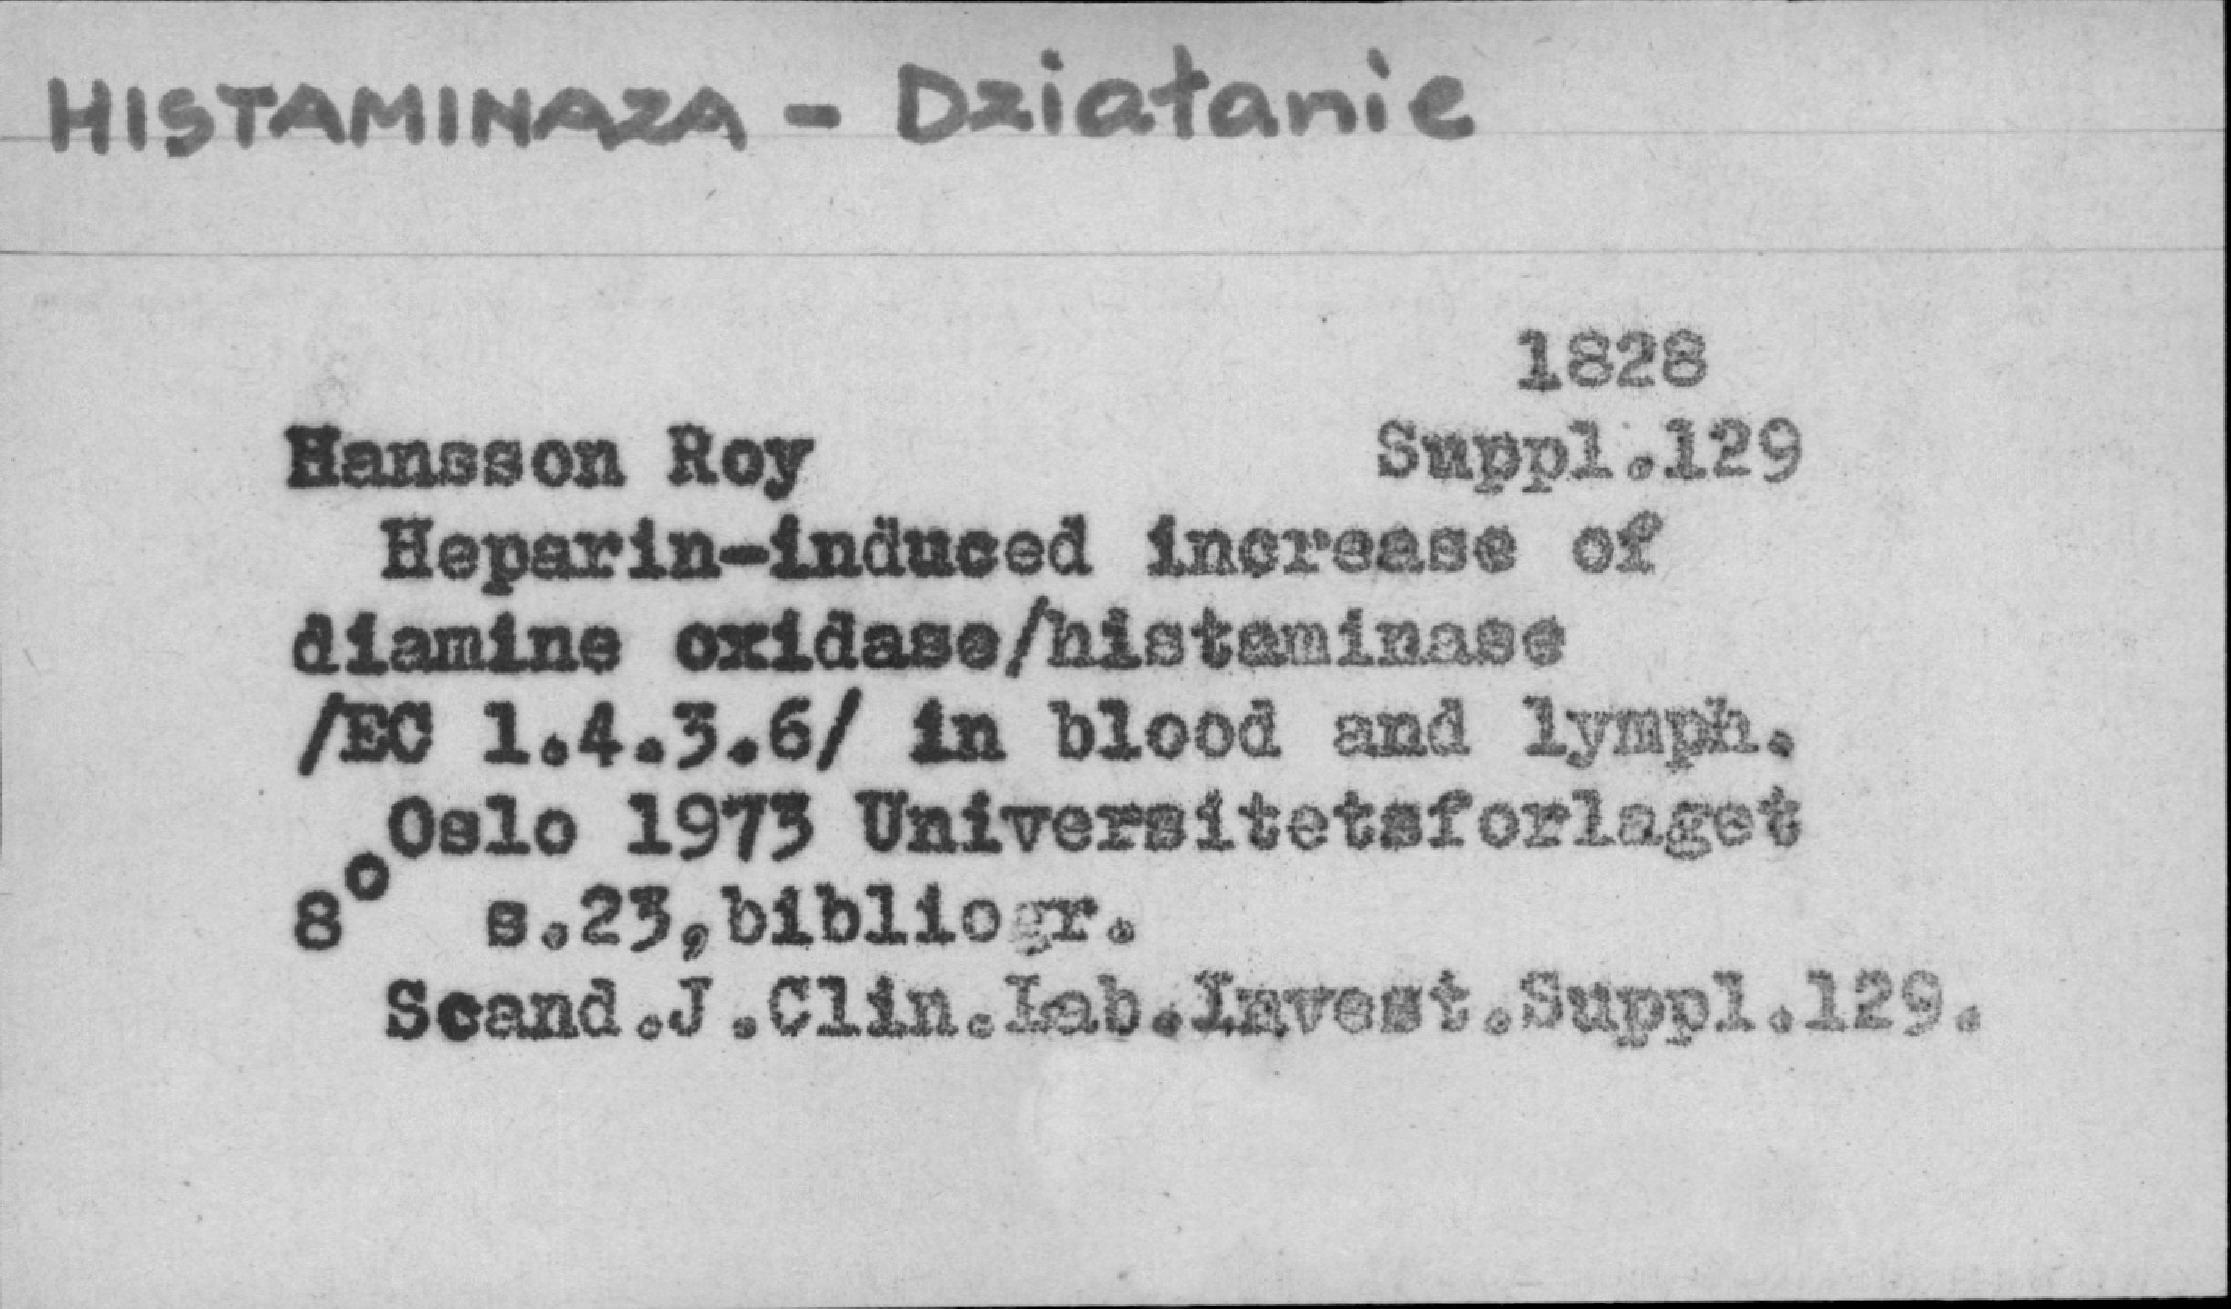 HISTAMINAZA - Działanie
1828
Hansson Roy Suppl.129
Heparin-induced increase of
diamine oxidase/histaminase
/EC 1.4.3.6/ in blood and lymph.
Oslo 1973 Universitetsforlaget
8° s.23,bibliogr.
Scand.J.Clin.Lab.Invest.Suppl.129.